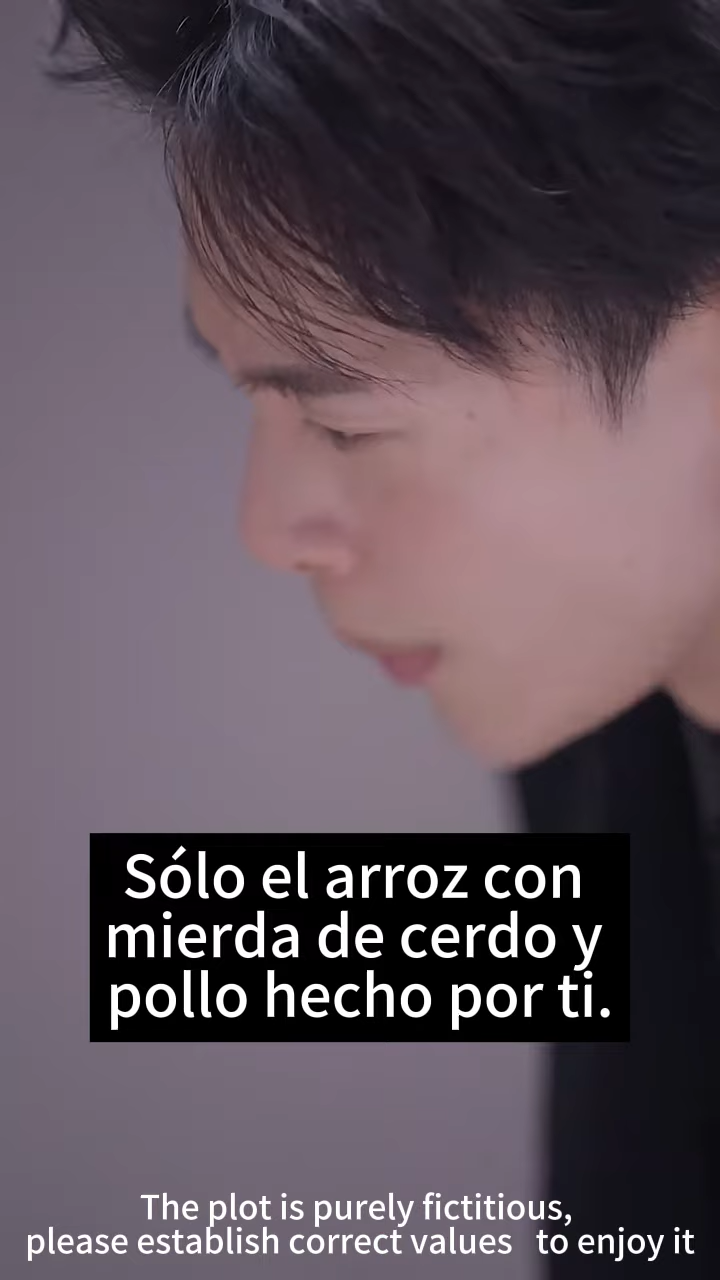 Sólo el arroz con
mierda de cerdo y
pollo hecho por ti.
The plot is purely fictitious,
please establish correct values to enjoy it